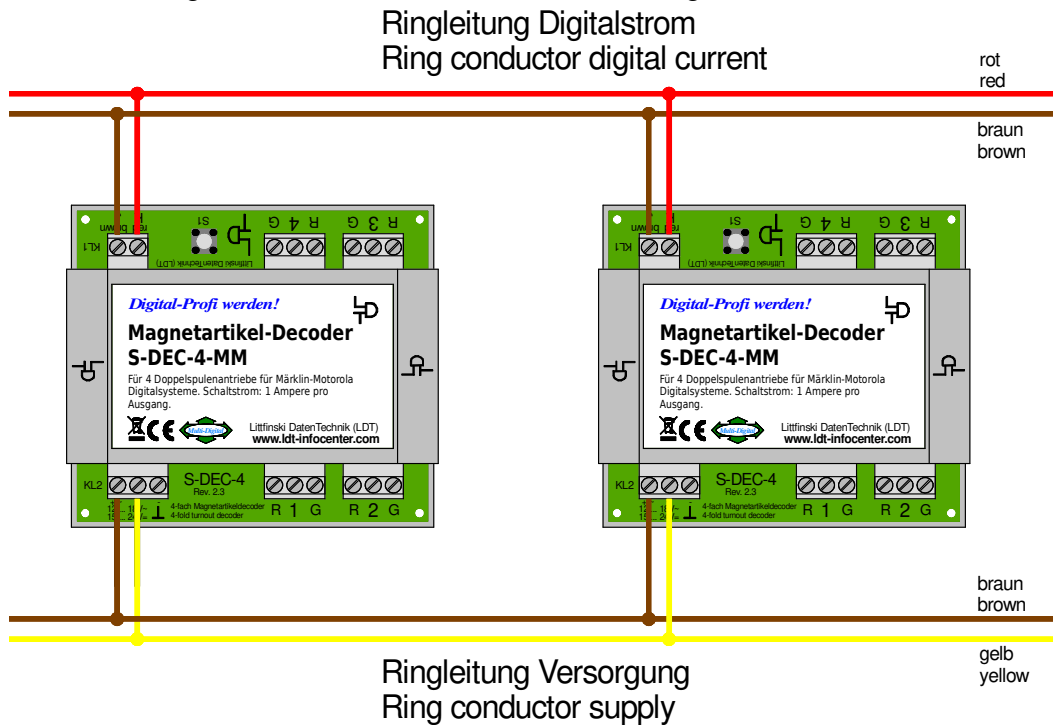 Ringleitung Digitalstrom
Ring conductor digital current
rot
red
braun
brown
KL1
S1
G 4 R
G 3 R
Littfinski DatenTechnik (LDT)
Digital-Profi werden!
Magnetartikel-Decoder
S-DEC-4-MM
Für 4 Doppelspulenantriebe für Märklin-Motorola
Digitalsysteme. Schaltstrom: 1 Ampere pro
Ausgang.
CE
Multi-Digital
Littfinski DatenTechnik (LDT)
www.ldt-infocenter.com
KL2
S-DEC-4
Rev. 2.3
4-fach Magnetartikeldecoder
4-fold turnout decoder
R 1 G
R 2 G
KL1
S1
G 4 R
G 3 R
Littfinski DatenTechnik (LDT)
Digital-Profi werden!
Magnetartikel-Decoder
S-DEC-4-MM
Für 4 Doppelspulenantriebe für Märklin-Motorola
Digitalsysteme. Schaltstrom: 1 Ampere pro
Ausgang.
CE
Multi-Digital
Littfinski DatenTechnik (LDT)
www.ldt-infocenter.com
KL2
S-DEC-4
Rev. 2.3
4-fach Magnetartikeldecoder
4-fold turnout decoder
R 1 G
R 2 G
braun
brown
gelb
yellow
Ringleitung Versorgung
Ring conductor supply